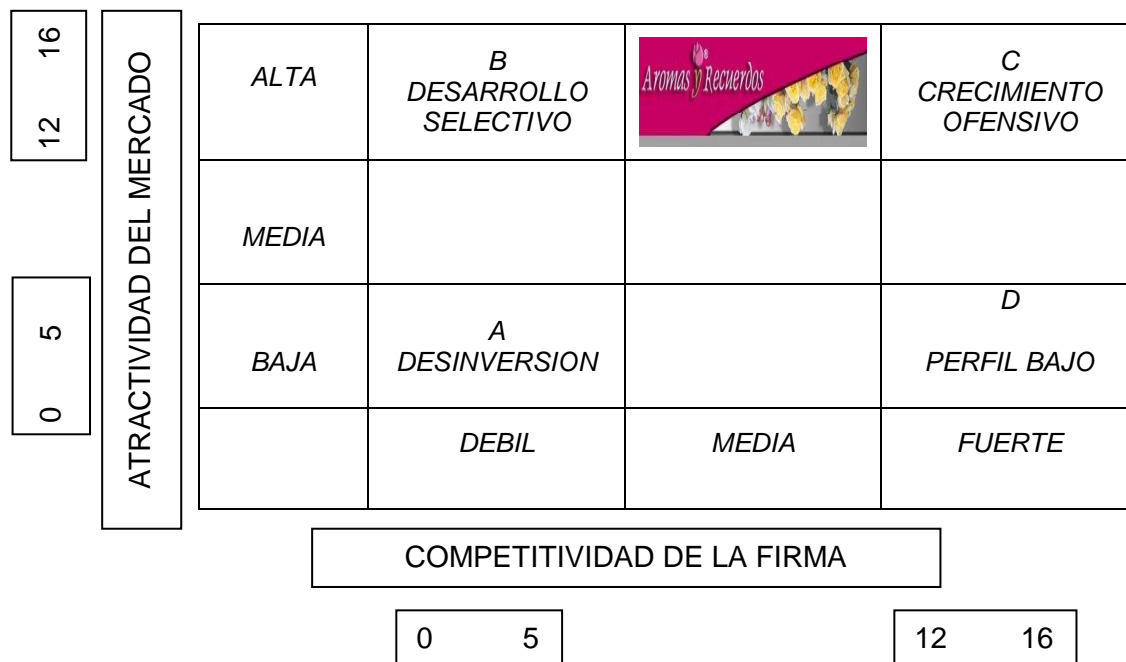 12 16
ATRACTIVIDAD DEL MERCADO
0 5
ALTA
B
DESARROLLO
SELECTIVO
Aromas y Recuerdos ®
C
CRECIMIENTO
OFENSIVO
MEDIA
BAJA
A
DESINVERSION
D
PERFIL BAJO
DEBIL
MEDIA
FUERTE
COMPETITIVIDAD DE LA FIRMA
0 5
12 16